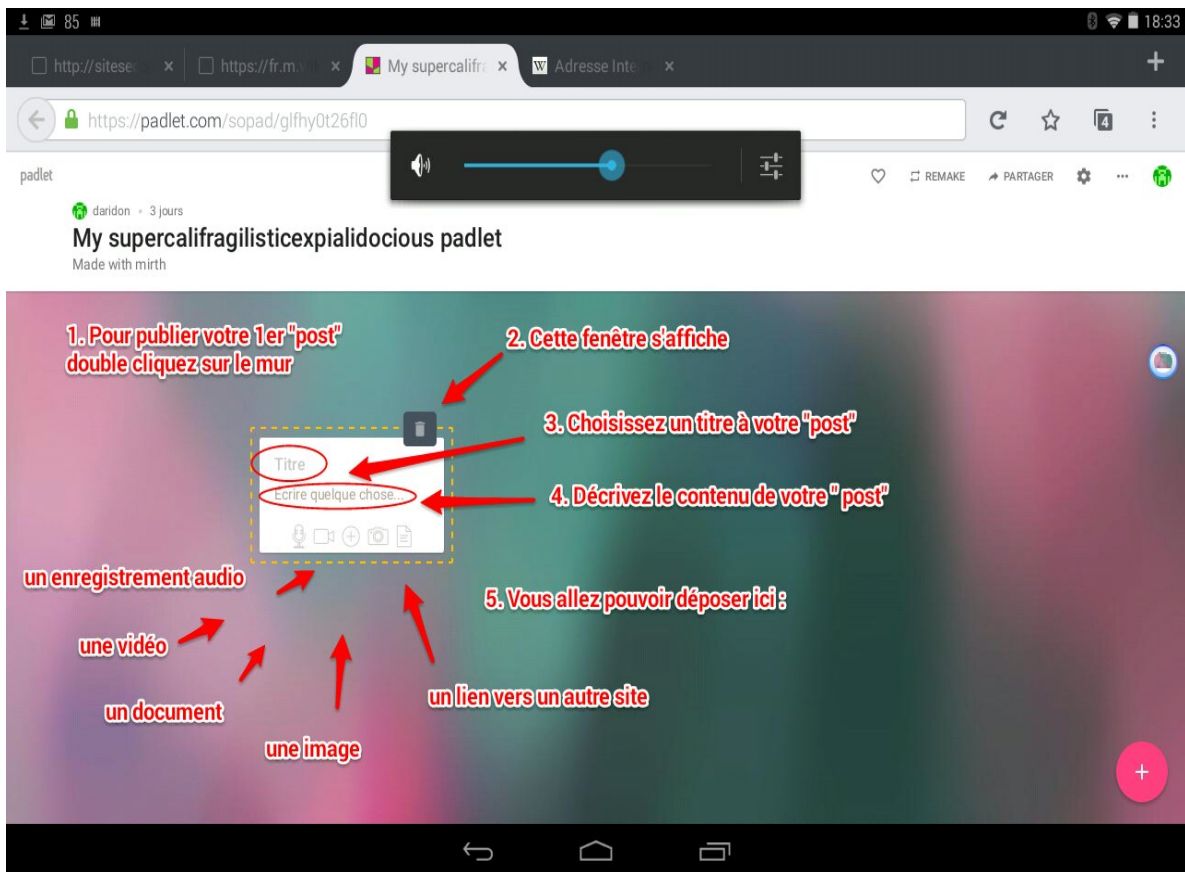 85
18:33
http://sitesec
https://fr.m.
My supercalifra
W Adresse Inte
https://padlet.com/sopad/glfhy0t26fl0
4
padlet
REMAKE
PARTAGER
daridon • 3 jours
My supercalifragilisticexpialidocious padlet
Made with mirth
1. Pour publier votre 1er "post"
double cliquez sur le mur
2. Cette fenêtre s'affiche
3. Choisissez un titre à votre "post"
Titre
Ecrire quelque chose...
4. Décrivez le contenu de votre " post"
un enregistrement audio
5. Vous allez pouvoir déposer ici :
une vidéo
un lien vers un autre site
un document
une image